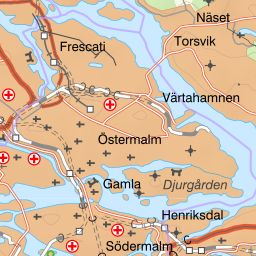 Näset
Torsvik
Frescati
Värtahamnen
Östermalm
Gamla
Djurgården
Henriksdal
Södermalm